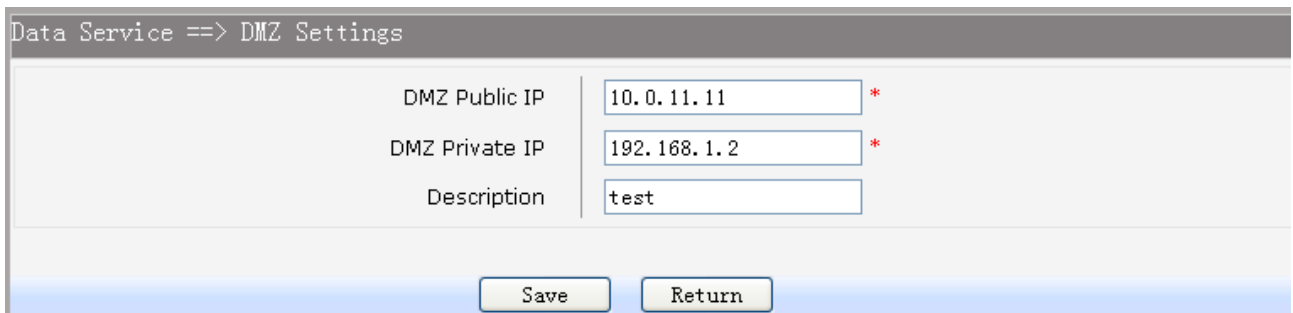 Data Service ==> DMZ Settings
DMZ Public IP 10.0.11.11 *
DMZ Private IP 192.168.1.2 *
Description test
Save Return